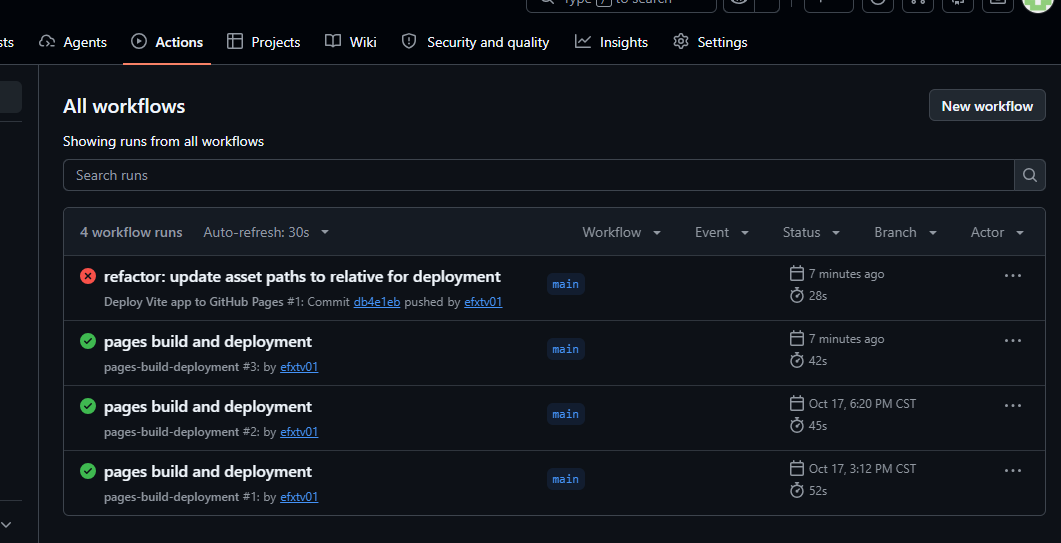 Type / to search
Agents
Actions
Projects
Wiki
Security and quality
Insights
Settings
All workflows
New workflow
Showing runs from all workflows
Search runs
4 workflow runs
Auto-refresh: 30s
Workflow
Event
Status
Branch
Actor
refactor: update asset paths to relative for deployment
main
7 minutes ago
Deploy Vite app to GitHub Pages #1: Commit db4e1eb pushed by efxtv01
28s
pages build and deployment
main
7 minutes ago
pages-build-deployment #3: by efxtv01
42s
pages build and deployment
main
Oct 17, 6:20 PM CST
pages-build-deployment #2: by efxtv01
45s
pages build and deployment
main
Oct 17, 3:12 PM CST
pages-build-deployment #1: by efxtv01
52s